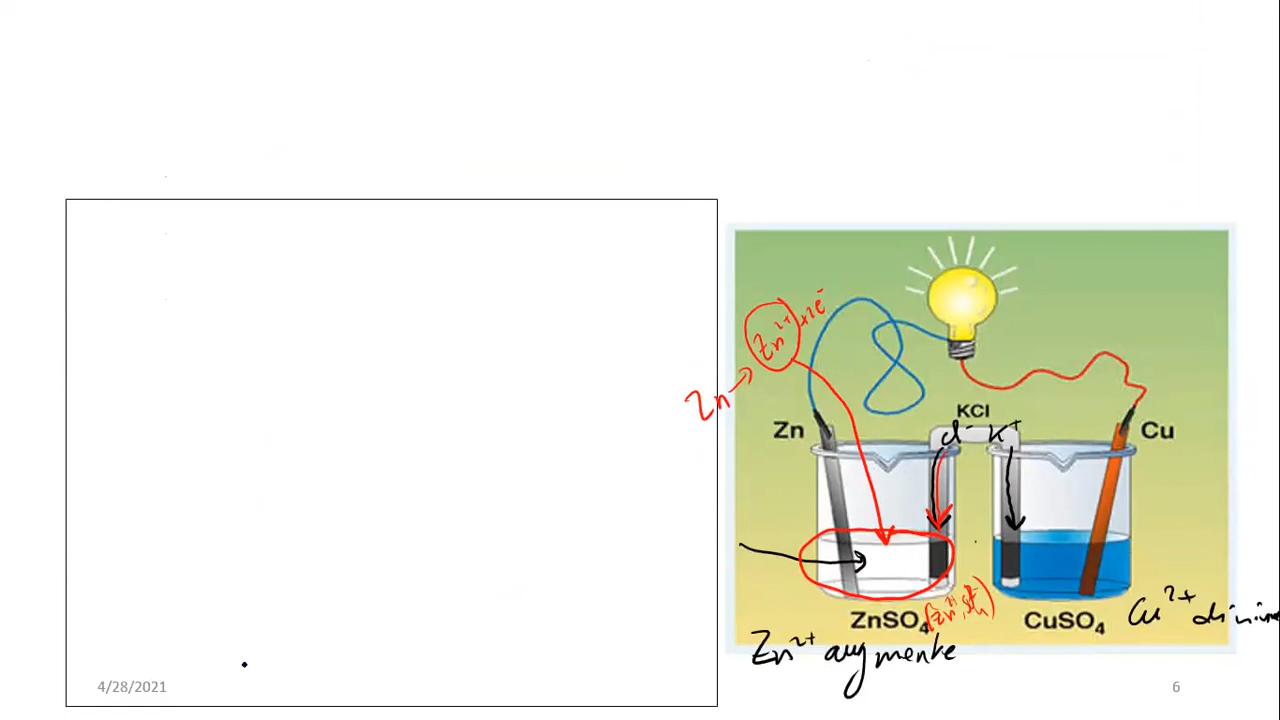 Zn → Zn²⁺ + 2e⁻
KCl
Zn
Cl⁻ K⁺
Cu
ZnSO₄
CuSO₄
Cu²⁺
Zn²⁺ augmente
4/28/2021
6